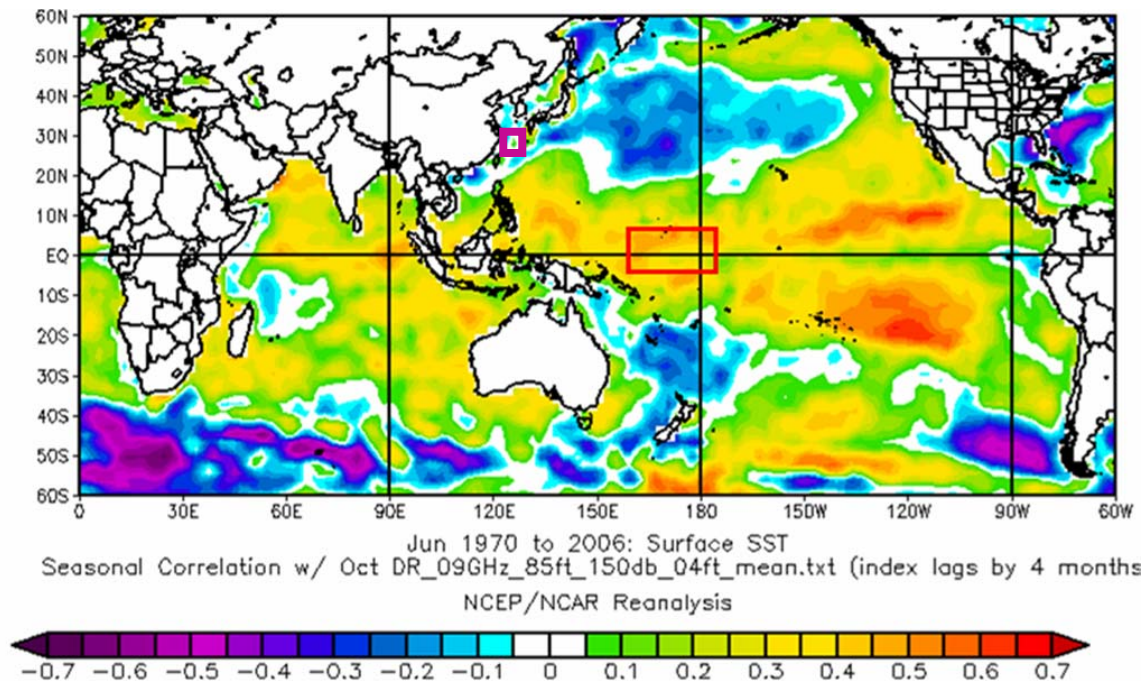 60N
50N
40N
30N
20N
10N
EQ
10S
20S
30S
40S
50S
60S
0 30E 60E 90E 120E 150E 180 150W 120W 90W 60W
Jun 1970 to 2006: Surface SST
Seasonal Correlation w/ Oct DR_09GHz_85ft_150db_04ft_mean.txt (index lags by 4 months
NCEP/NCAR Reanalysis
-0.7 -0.6 -0.5 -0.4 -0.3 -0.2 -0.1 0 0.1 0.2 0.3 0.4 0.5 0.6 0.7